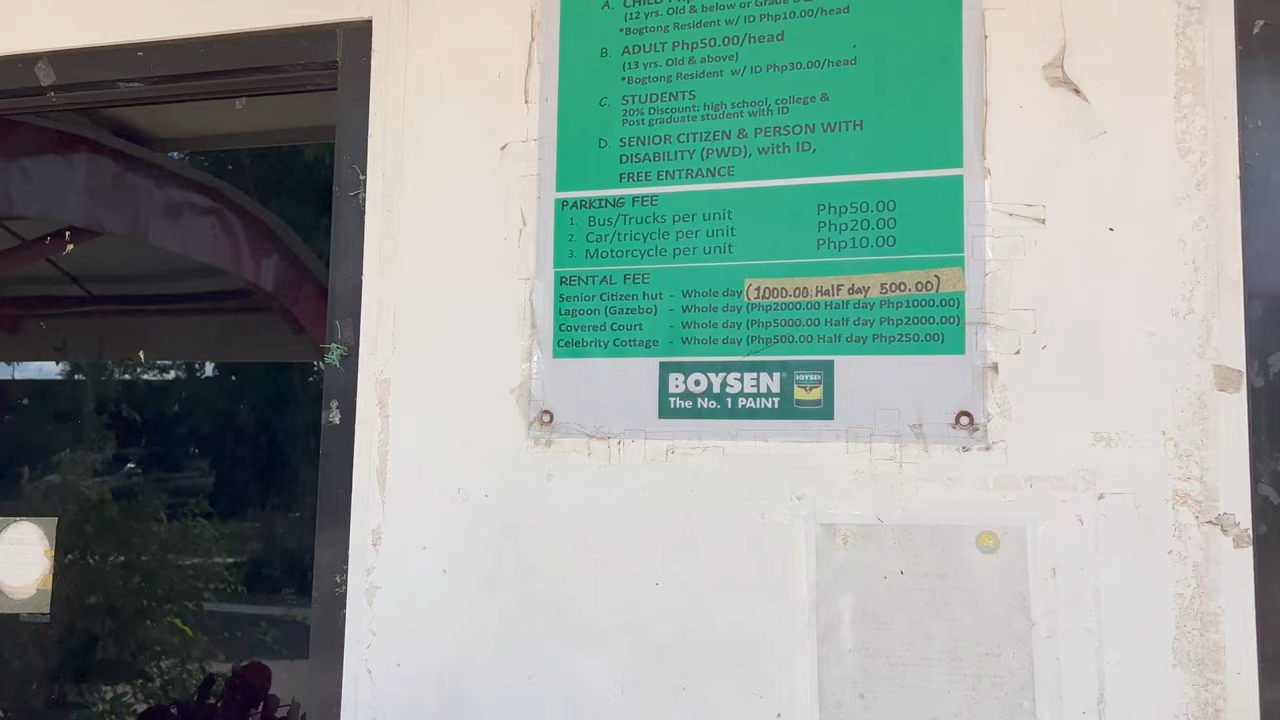 A. CHILD
(12 yrs. Old & below or Grade
*Bogtong Resident w/ ID Php10.00/head
B. ADULT Php50.00/head
(13 yrs. Old & above)
*Bogtong Resident w/ ID Php30.00/head
C. STUDENTS
20% Discount: high school, college &
Post graduate student with ID
D. SENIOR CITIZEN & PERSON WITH
DISABILITY (PWD), with ID,
FREE ENTRANCE
PARKING FEE
1. Bus/Trucks per unit Php50.00
2. Car/tricycle per unit Php20.00
3. Motorcycle per unit Php10.00
RENTAL FEE
Senior Citizen hut - Whole day (1,000.00 Half day 500.00)
Lagoon (Gazebo) - Whole day (Php2000.00 Half day Php1000.00)
Covered Court - Whole day (Php5000.00 Half day Php2000.00)
Celebrity Cottage - Whole day (Php500.00 Half day Php250.00)
BOYSEN
The No. 1 PAINT
BOYSEN